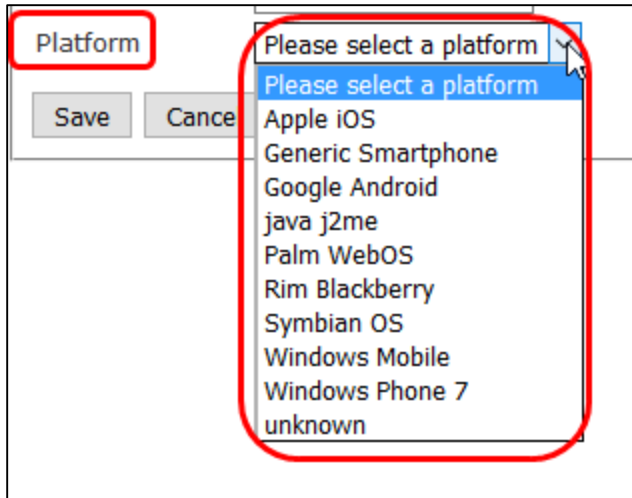 Platform
Please select a platform
Please select a platform
Save
Cance
Apple iOS
Generic Smartphone
Google Android
java j2me
Palm WebOS
Rim Blackberry
Symbian OS
Windows Mobile
Windows Phone 7
unknown